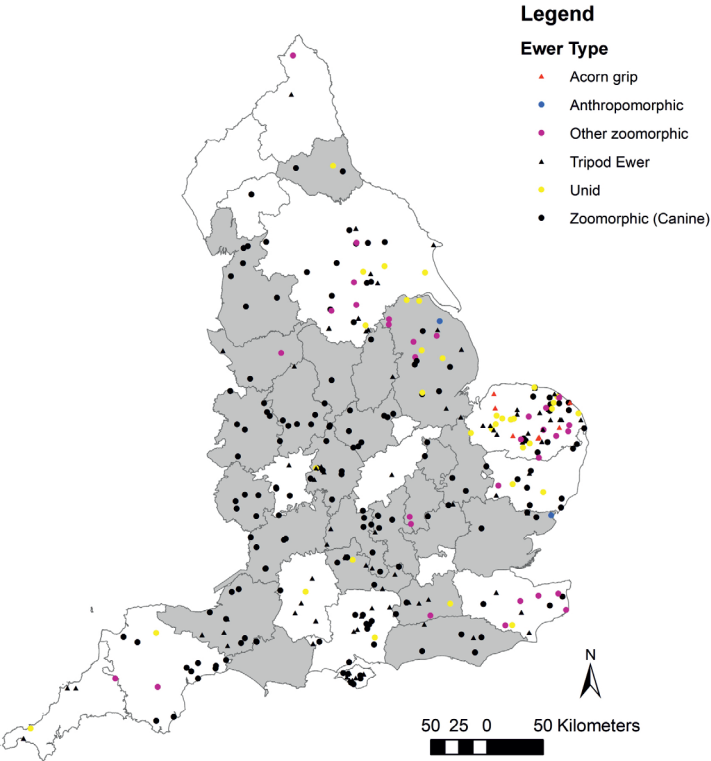 Legend
Ewer Type
Acorn grip
Anthropomorphic
Other zoomorphic
Tripod Ewer
Unid
Zoomorphic (Canine)
N
50 25 0 50 Kilometers